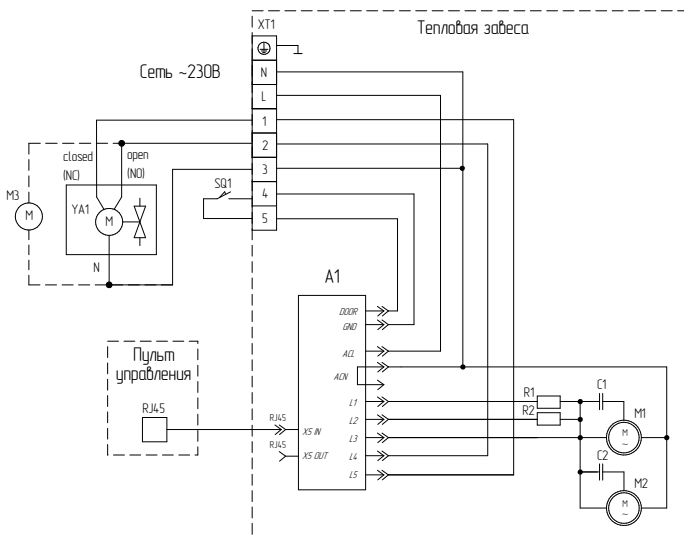 XT1
Тепловая завеса
Сеть ~230В
N
L
1
2
3
4
5
closed
(NC)
open
(NO)
SQ1
M3
M
YA1
M
N
A1
DOOR
GND
ACL
ACN
L1
L2
L3
L4
L5
Пульт
управления
RJ45
RJ45
XS IN
RJ45
XS OUT
R1
R2
C1
M1
M
~
C2
M2
M
~